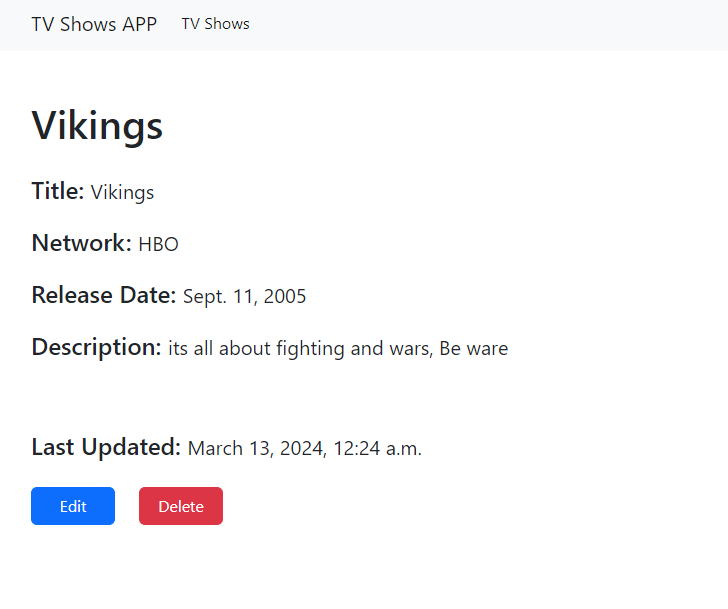 TV Shows APP TV Shows
Vikings
Title: Vikings
Network: HBO
Release Date: Sept. 11, 2005
Description: its all about fighting and wars, Be ware
Last Updated: March 13, 2024, 12:24 a.m.
Edit Delete